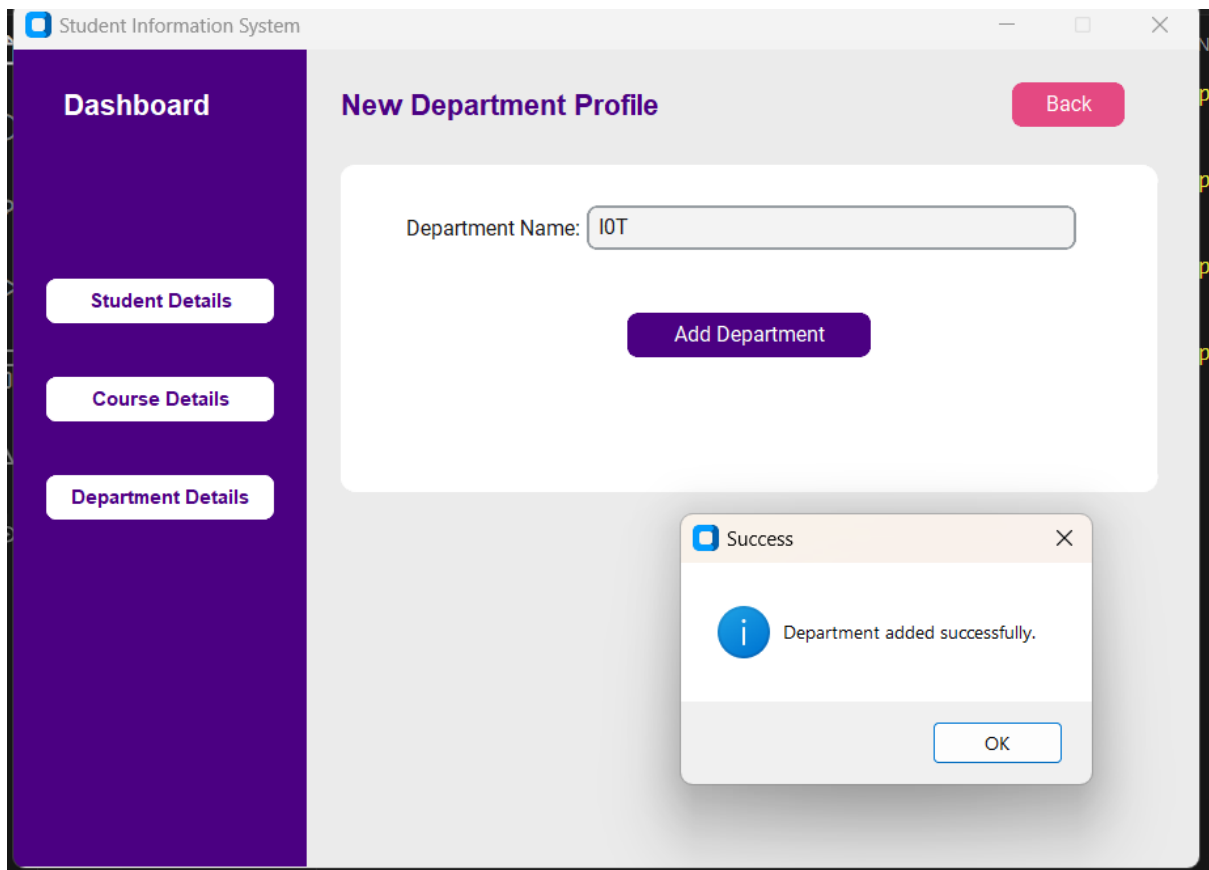 Student Information System
Dashboard
New Department Profile
Back
Department Name: I0T
Add Department
Student Details
Course Details
Department Details
Success
Department added successfully.
OK